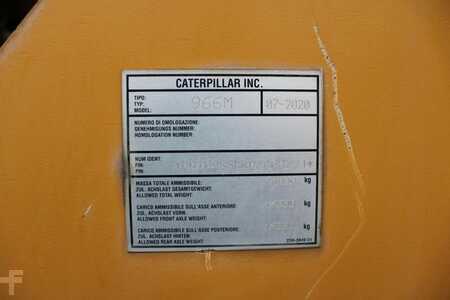 CATERPILLAR INC.
TIPO:
TYP:
MODEL:
966M
07-2020
NUMERO DI OMOLOGAZIONE:
GENEHMIGUNGS NUMMER:
HOMOLOGATION NUMBER:
NUM IDENT:
FIN:
PIN:
MASSA TOTALE AMMISSIBILE:
ZUL. ACHSLAST GESAMTGEWICHT:
ALLOWED TOTAL WEIGHT:
kg
CARICO AMMISSIBILE SULL'ASSE ANTERIORE:
ZUL. ACHSLAST VORN.
ALLOWED FRONT AXLE WEIGHT:
kg
CARICO AMMISSIBILE SULL'ASSE POSTERIORE:
ZUL. ACHSLAST HINTEN:
ALLOWED REAR AXLE WEIGHT:
kg